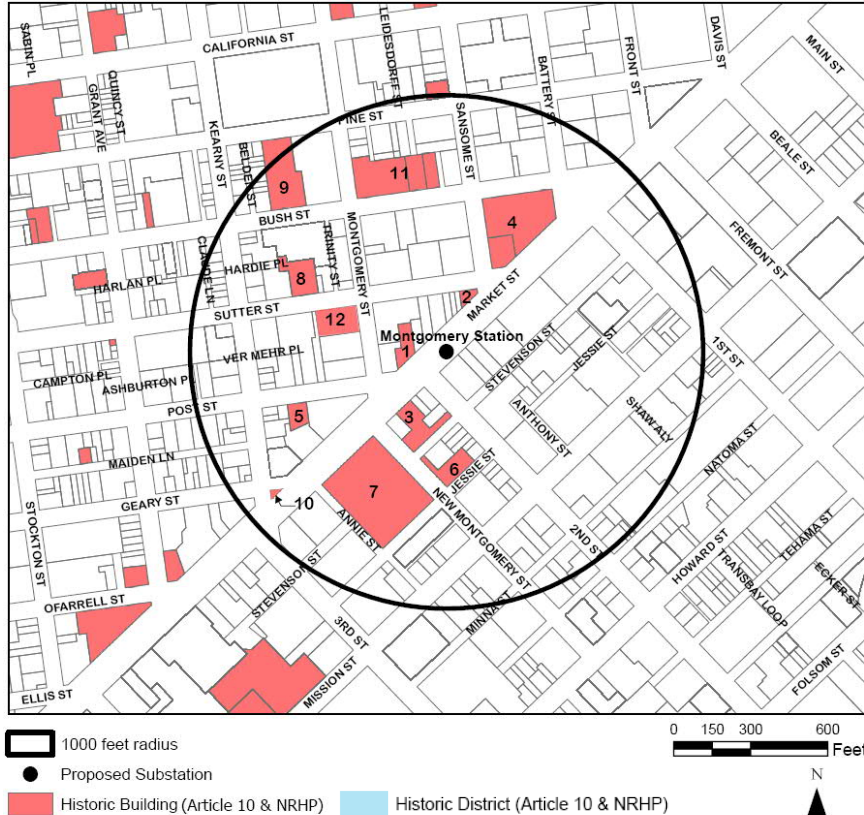 SABIN PL
QUINCY ST
GRANT AVE
CALIFORNIA ST
LEIDESDORFF ST
BATTERY ST
FRONT ST
DAVIS ST
MAIN ST
BEALE ST
KEARNY ST
BELDEN ST
PINE ST
SANSOME ST
9
11
BUSH ST
4
FREMONT ST
CLAUDE LN
HARDIE PL
TRINITY ST
MONTGOMERY ST
HARLAN PL
8
2
MARKET ST
SUTTER ST
12
Montgomery Station
1
STEVENSON ST
JESSIE ST
1ST ST
VER MEHR PL
CAMPTON PL
ASHBURTON PL
POST ST
5
3
ANTHONY ST
SHAW ALY
MAIDEN LN
6
JESSIE ST
NATOMA ST
7
GEARY ST
10
STOCKTON ST
ANNIE ST
NEW MONTGOMERY ST
2ND ST
HOWARD ST
TEHAMA ST
TRANSBAY LOOP
ECKER ST
STEVENSON ST
OFARRELL ST
3RD ST
MINNA ST
MISSION ST
FOLSOM ST
ELLIS ST
1000 feet radius
0 150 300 600
Feet
Proposed Substation
N
Historic Building (Article 10 & NRHP)
Historic District (Article 10 & NRHP)